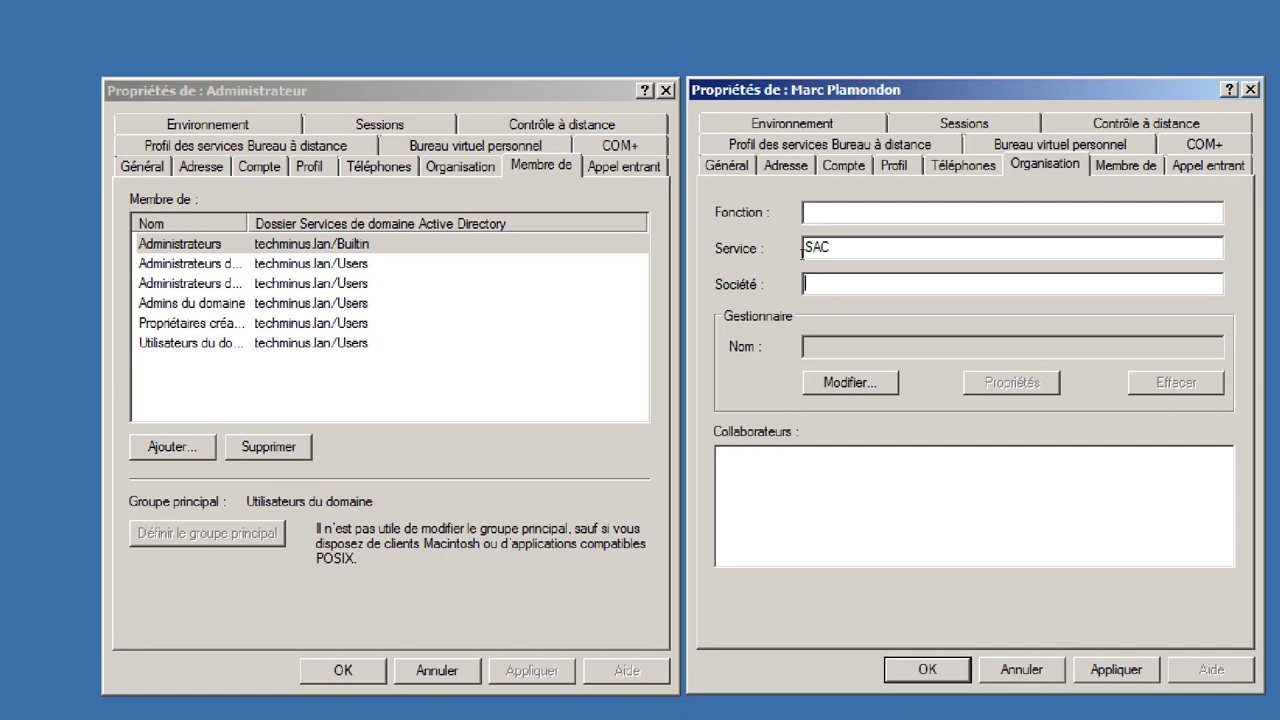 Propriétés de : Administrateur
Environnement Sessions Contrôle à distance
Profil des services Bureau à distance Bureau virtuel personnel COM+
Général Adresse Compte Profil Téléphones Organisation Membre de Appel entrant
Membre de :
Nom Dossier Services de domaine Active Directory
Administrateurs techminus.lan/Builtin
Administrateurs d... techminus.lan/Users
Administrateurs d... techminus.lan/Users
Admins du domaine techminus.lan/Users
Propriétaires créa... techminus.lan/Users
Utilisateurs du do... techminus.lan/Users
Ajouter... Supprimer
Groupe principal : Utilisateurs du domaine
Définir le groupe principal
Il n'est pas utile de modifier le groupe principal, sauf si vous
disposez de clients Macintosh ou d'applications compatibles
POSIX.
OK Annuler Appliquer Aide
Propriétés de : Marc Plamondon
Environnement Sessions Contrôle à distance
Profil des services Bureau à distance Bureau virtuel personnel COM+
Général Adresse Compte Profil Téléphones Organisation Membre de Appel entrant
Fonction :
Service : SAC
Société :
Gestionnaire
Nom :
Modifier... Propriétés Effacer
Collaborateurs :
OK Annuler Appliquer Aide